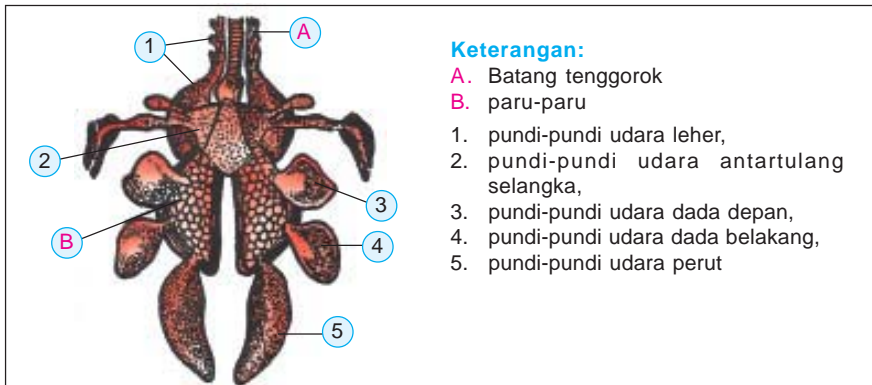 1
A
2
3
B
4
5
Keterangan:
A. Batang tenggorok
B. paru-paru
1. pundi-pundi udara leher,
2. pundi-pundi udara antartulang
selangka,
3. pundi-pundi udara dada depan,
4. pundi-pundi udara dada belakang,
5. pundi-pundi udara perut